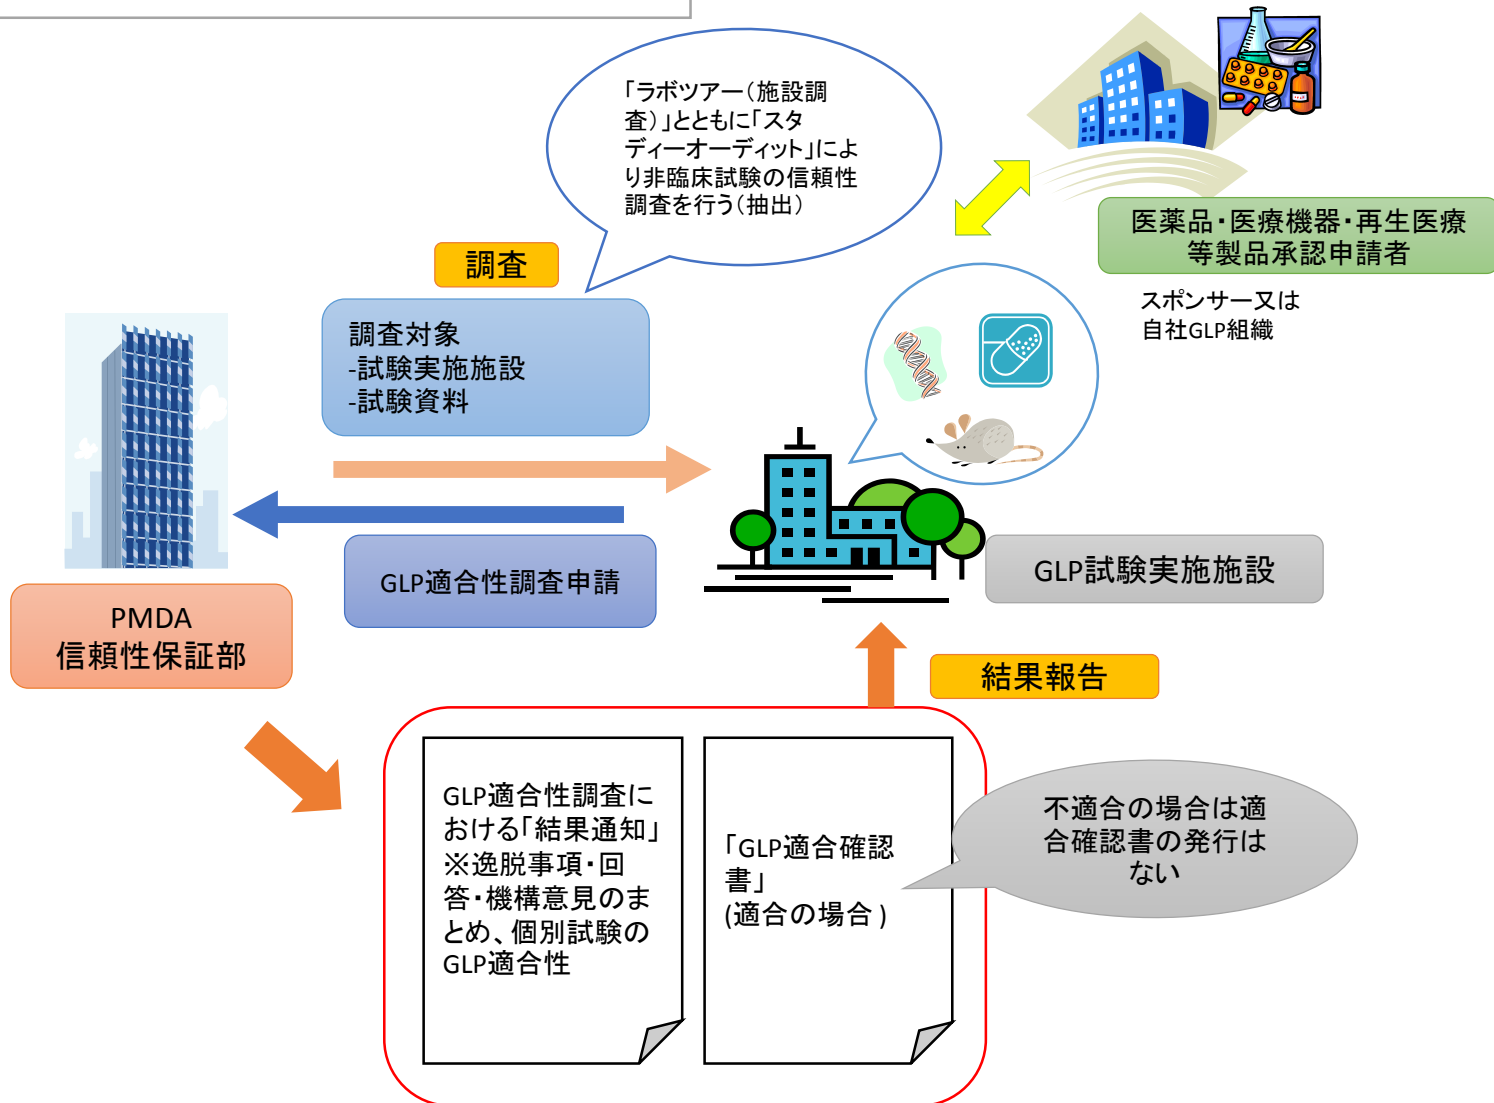 「ラボツアー（施設調
査）」とともに「スタ
ディーオーディット」によ
り非臨床試験の信頼性
調査を行う（抽出）
医薬品・医療機器・再生医療
等製品承認申請者
スポンサー又は
自社GLP組織
調査
調査対象
-試験実施施設
-試験資料
GLP適合性調査申請
GLP試験実施施設
PMDA
信頼性保証部
結果報告
GLP適合性調査に
おける「結果通知」
※逸脱事項・回
答・機構意見のま
とめ、個別試験の
GLP適合性
「GLP適合確認
書」
(適合の場合 )
不適合の場合は適
合確認書の発行は
ない